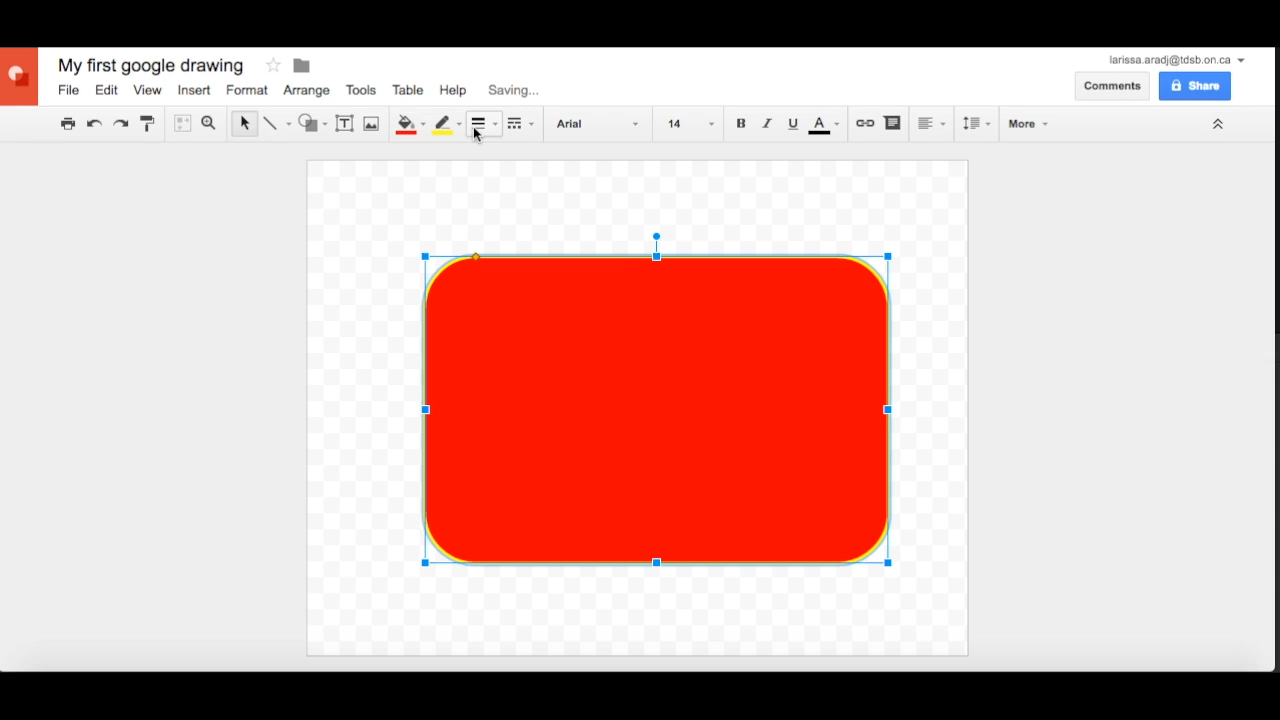 My first google drawing
larissa.aradj@tdsb.on.ca
File Edit View Insert Format Arrange Tools Table Help Saving...
Comments Share
Arial 14 B I U A More